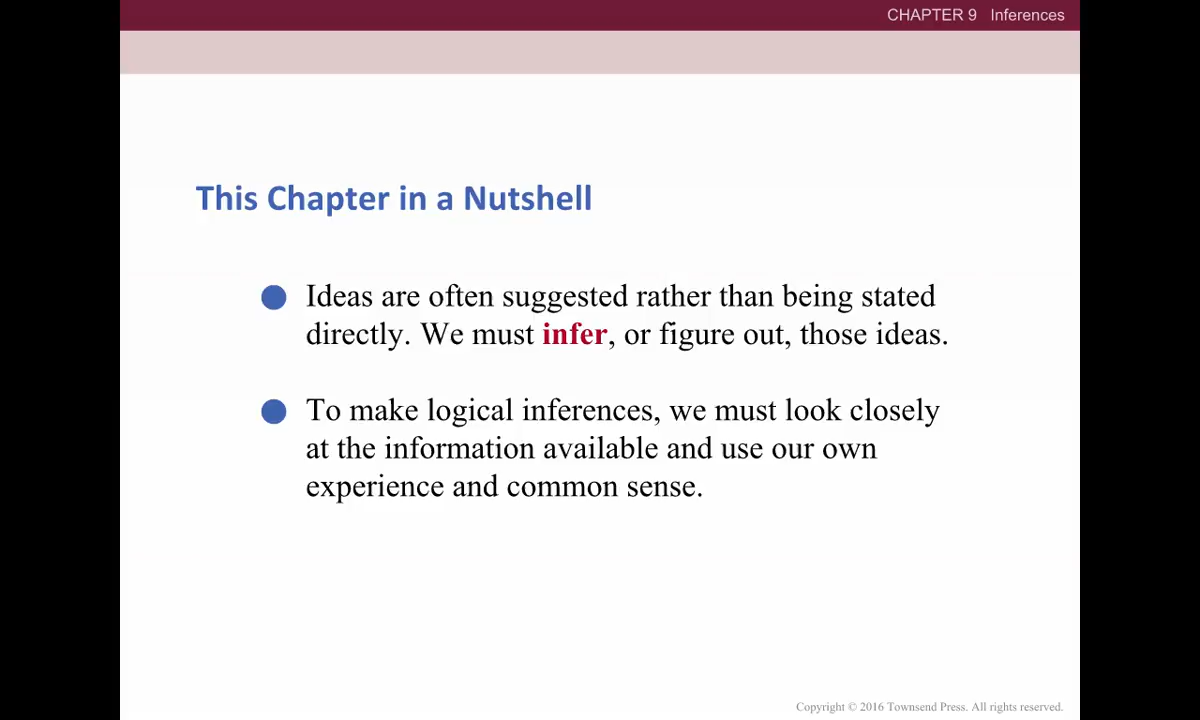 CHAPTER 9 Inferences
This Chapter in a Nutshell
Ideas are often suggested rather than being stated
directly. We must infer, or figure out, those ideas.
To make logical inferences, we must look closely
at the information available and use our own
experience and common sense.
Copyright © 2016 Townsend Press. All rights reserved.